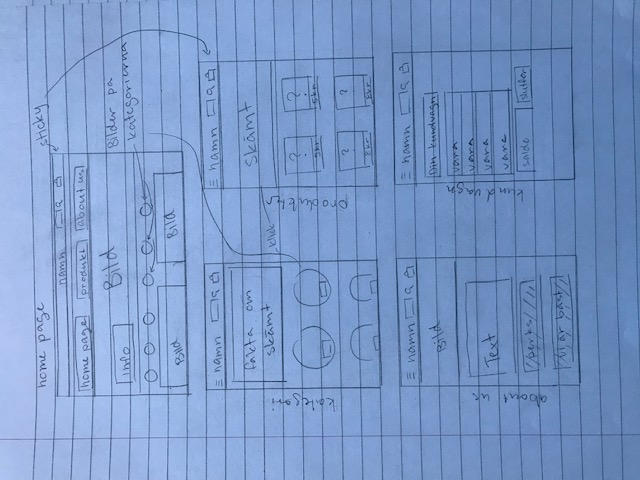 home page
sticky
namn
home page
produkt
about us
Bild
info
Bilder på
kategorierna
Bild
Bild
namn
fakta om
skämt
kategori
namn
skämt
klick
produkter
?
?
5kr
5kr
?
?
5kr
5kr
namn
Bild
Text
perks
vi är bäst
about us
namn
Din kundvagn
vara
vara
vara
vara
saldo
slutför
kundvagn